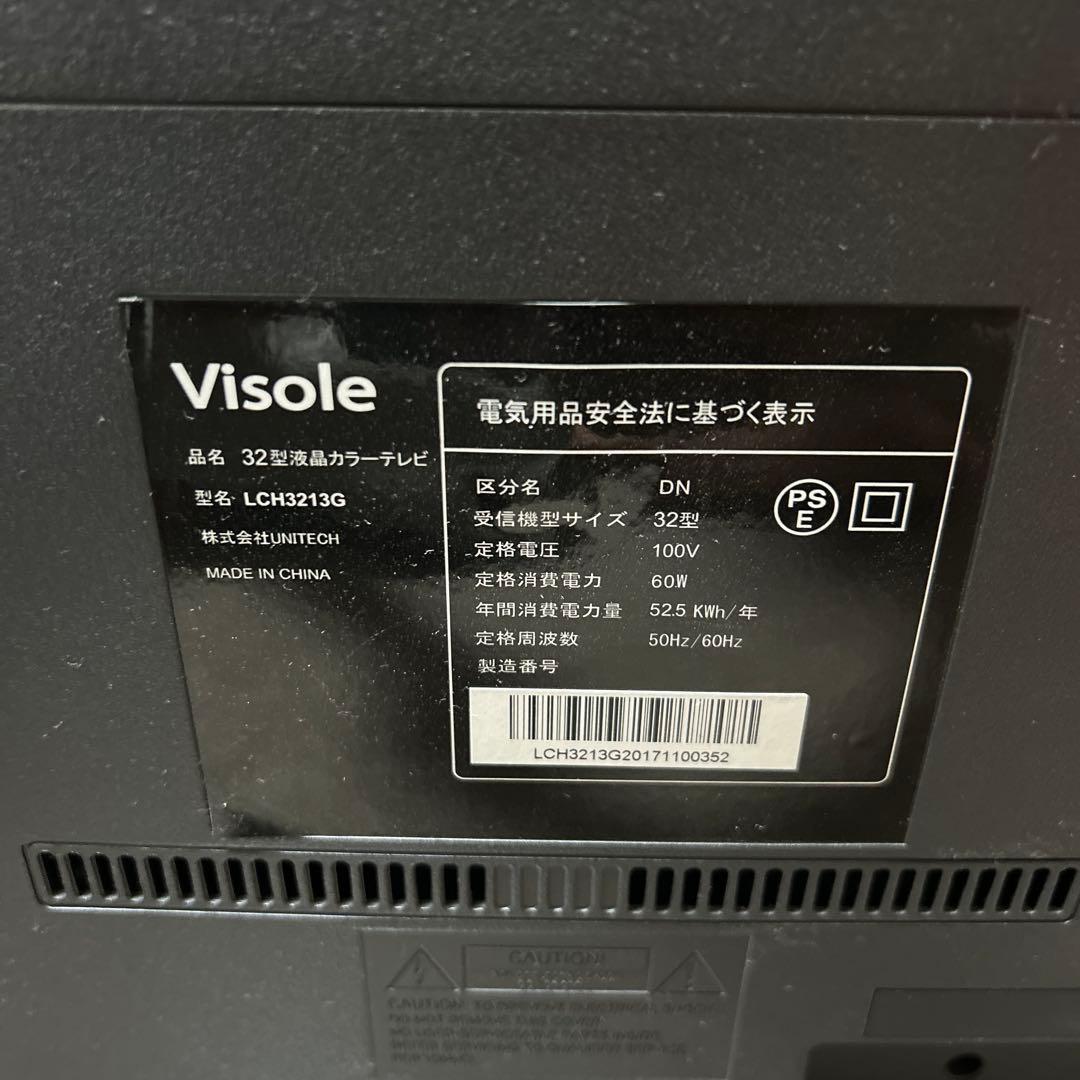 Visole
品名 32型液晶カラーテレビ
型名 LCH3213G
株式会社UNITECH
MADE IN CHINA
電気用品安全法に基づく表示
区分名 DN
受信機型サイズ 32型
定格電圧 100V
定格消費電力 60W
年間消費電力量 52.5 KWh/年
定格周波数 50Hz/60Hz
製造番号
PS
E
LCH3213G20171100352
CAUTION!